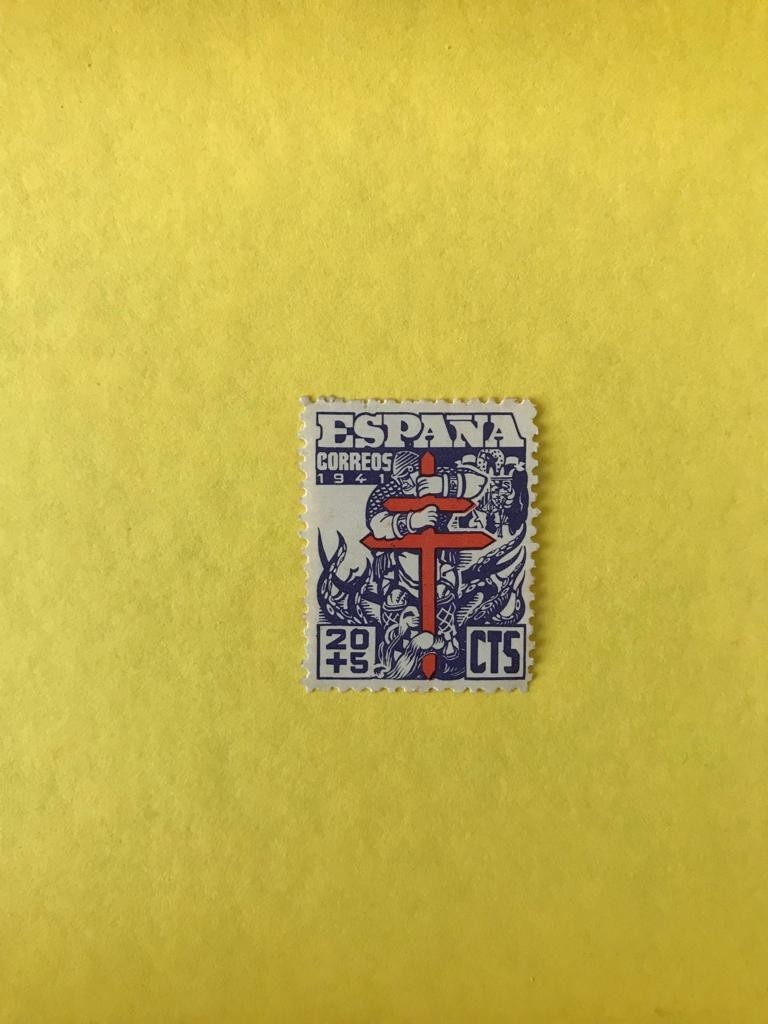 ESPAÑA
CORREOS
1941
20
+5
CTS